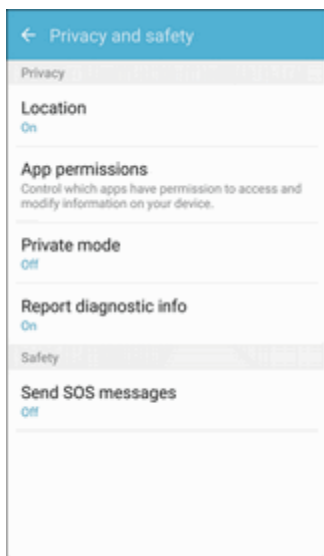 Privacy and safety
Privacy
Location
On
App permissions
Control which apps have permission to access and
modify information on your device.
Private mode
Off
Report diagnostic info
On
Safety
Send SOS messages
Off